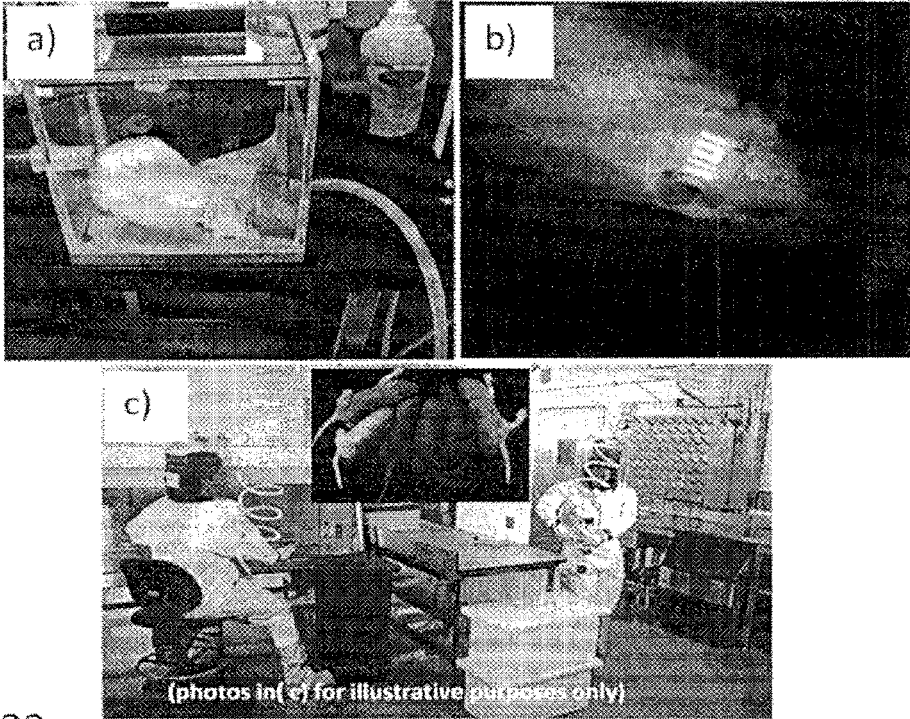 a)
b)
c)
(photos in( c) for illustrative purposes only)